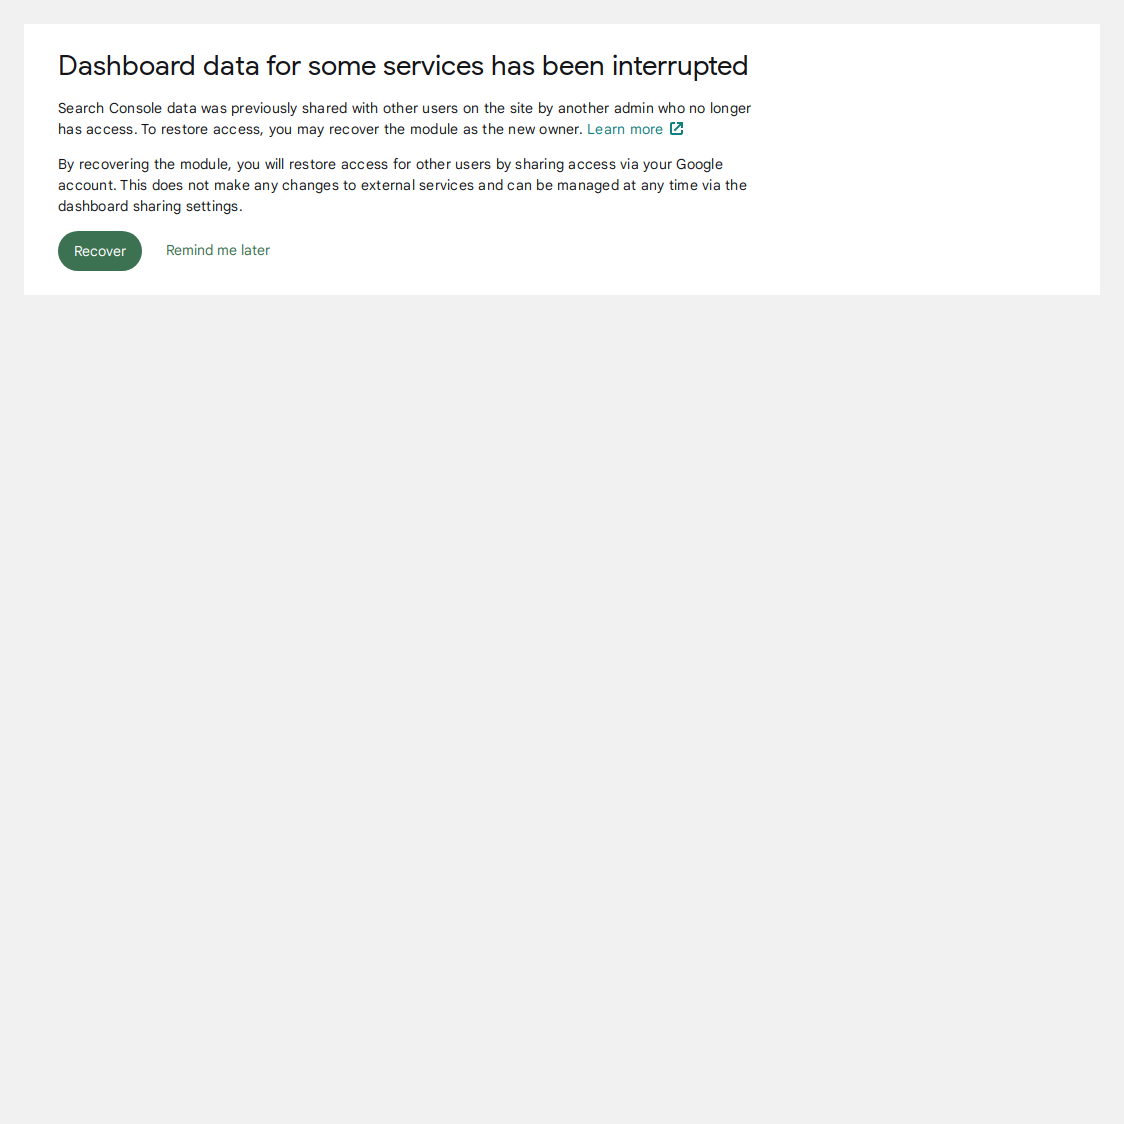 Dashboard data for some services has been interrupted
Search Console data was previously shared with other users on the site by another admin who no longer
has access. To restore access, you may recover the module as the new owner. Learn more
By recovering the module, you will restore access for other users by sharing access via your Google
account. This does not make any changes to external services and can be managed at any time via the
dashboard sharing settings.
Recover
Remind me later